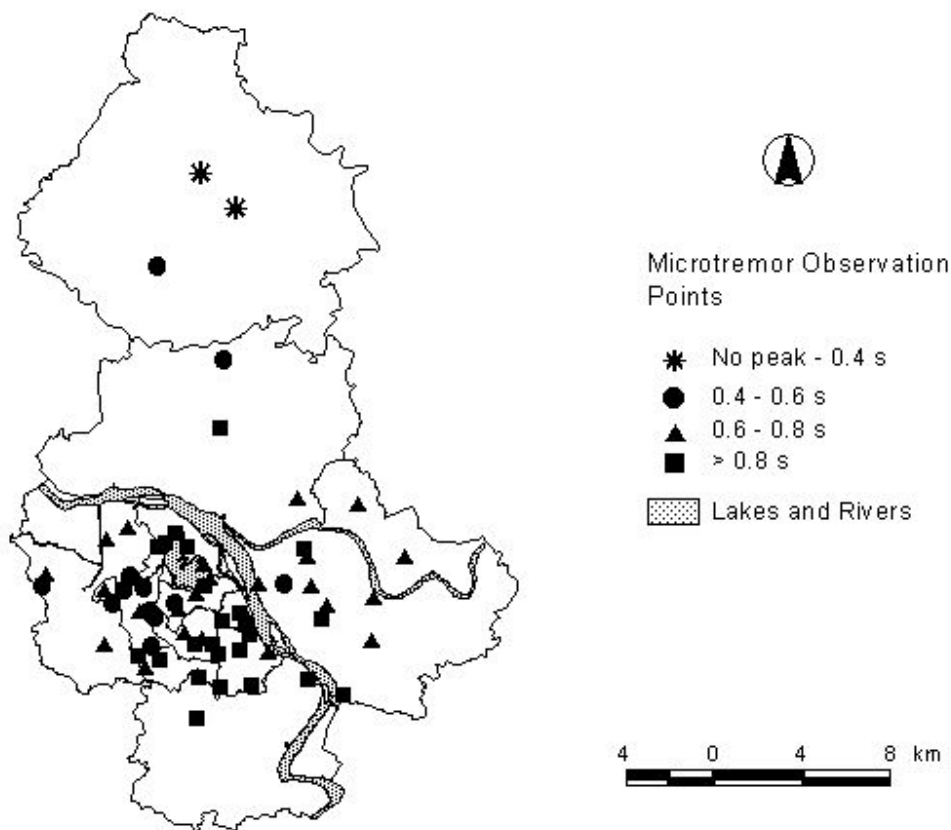 Microtremor Observation
Points
No peak - 0.4 s
0.4 - 0.6 s
0.6 - 0.8 s
> 0.8 s
Lakes and Rivers
4 0 4 8 km